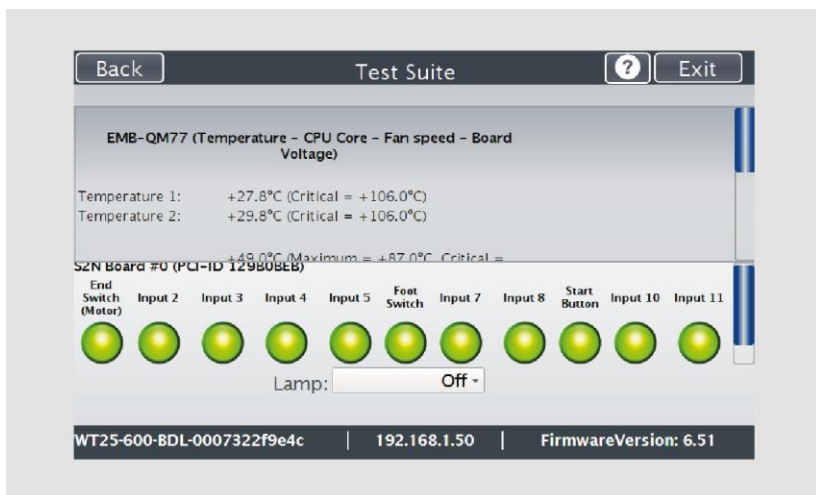 Back
Test Suite
?
Exit
EMB-QM77 (Temperature - CPU Core - Fan speed - Board
Voltage)
Temperature 1: +27.8°C (Critical = +106.0°C)
Temperature 2: +29.8°C (Critical = +106.0°C)
+49.0°C (Maximum = +87.0°C, Critical =
S2N Board #0 (PCI-ID 129B0BEB)
End
Switch
(Motor)
Input 2
Input 3
Input 4
Input 5
Foot
Switch
Input 7
Input 8
Start
Button
Input 10
Input 11
Lamp: Off
WT25-600-BDL-0007322f9e4c | 192.168.1.50 | FirmwareVersion: 6.51